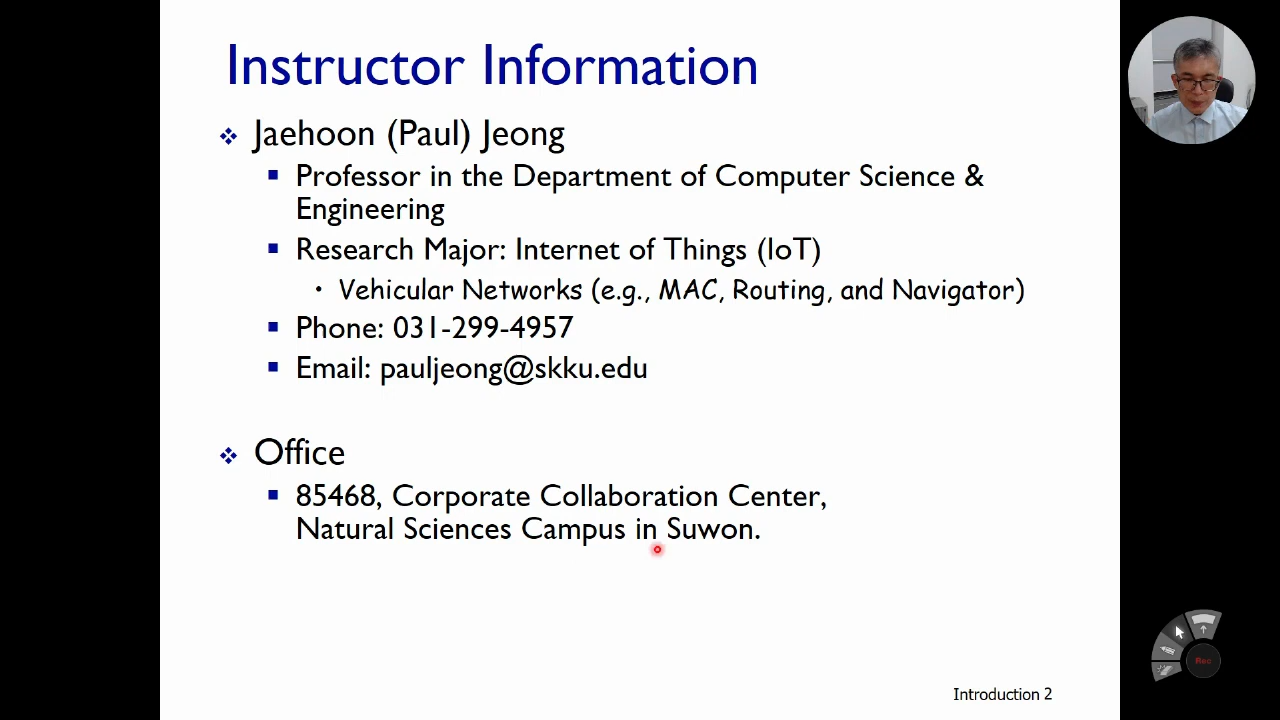 Instructor Information
Jaehoon (Paul) Jeong
Professor in the Department of Computer Science &
Engineering
Research Major: Internet of Things (IoT)
Vehicular Networks (e.g., MAC, Routing, and Navigator)
Phone: 031-299-4957
Email: pauljeong@skku.edu
Office
85468, Corporate Collaboration Center,
Natural Sciences Campus in Suwon.
Rec
Introduction 2